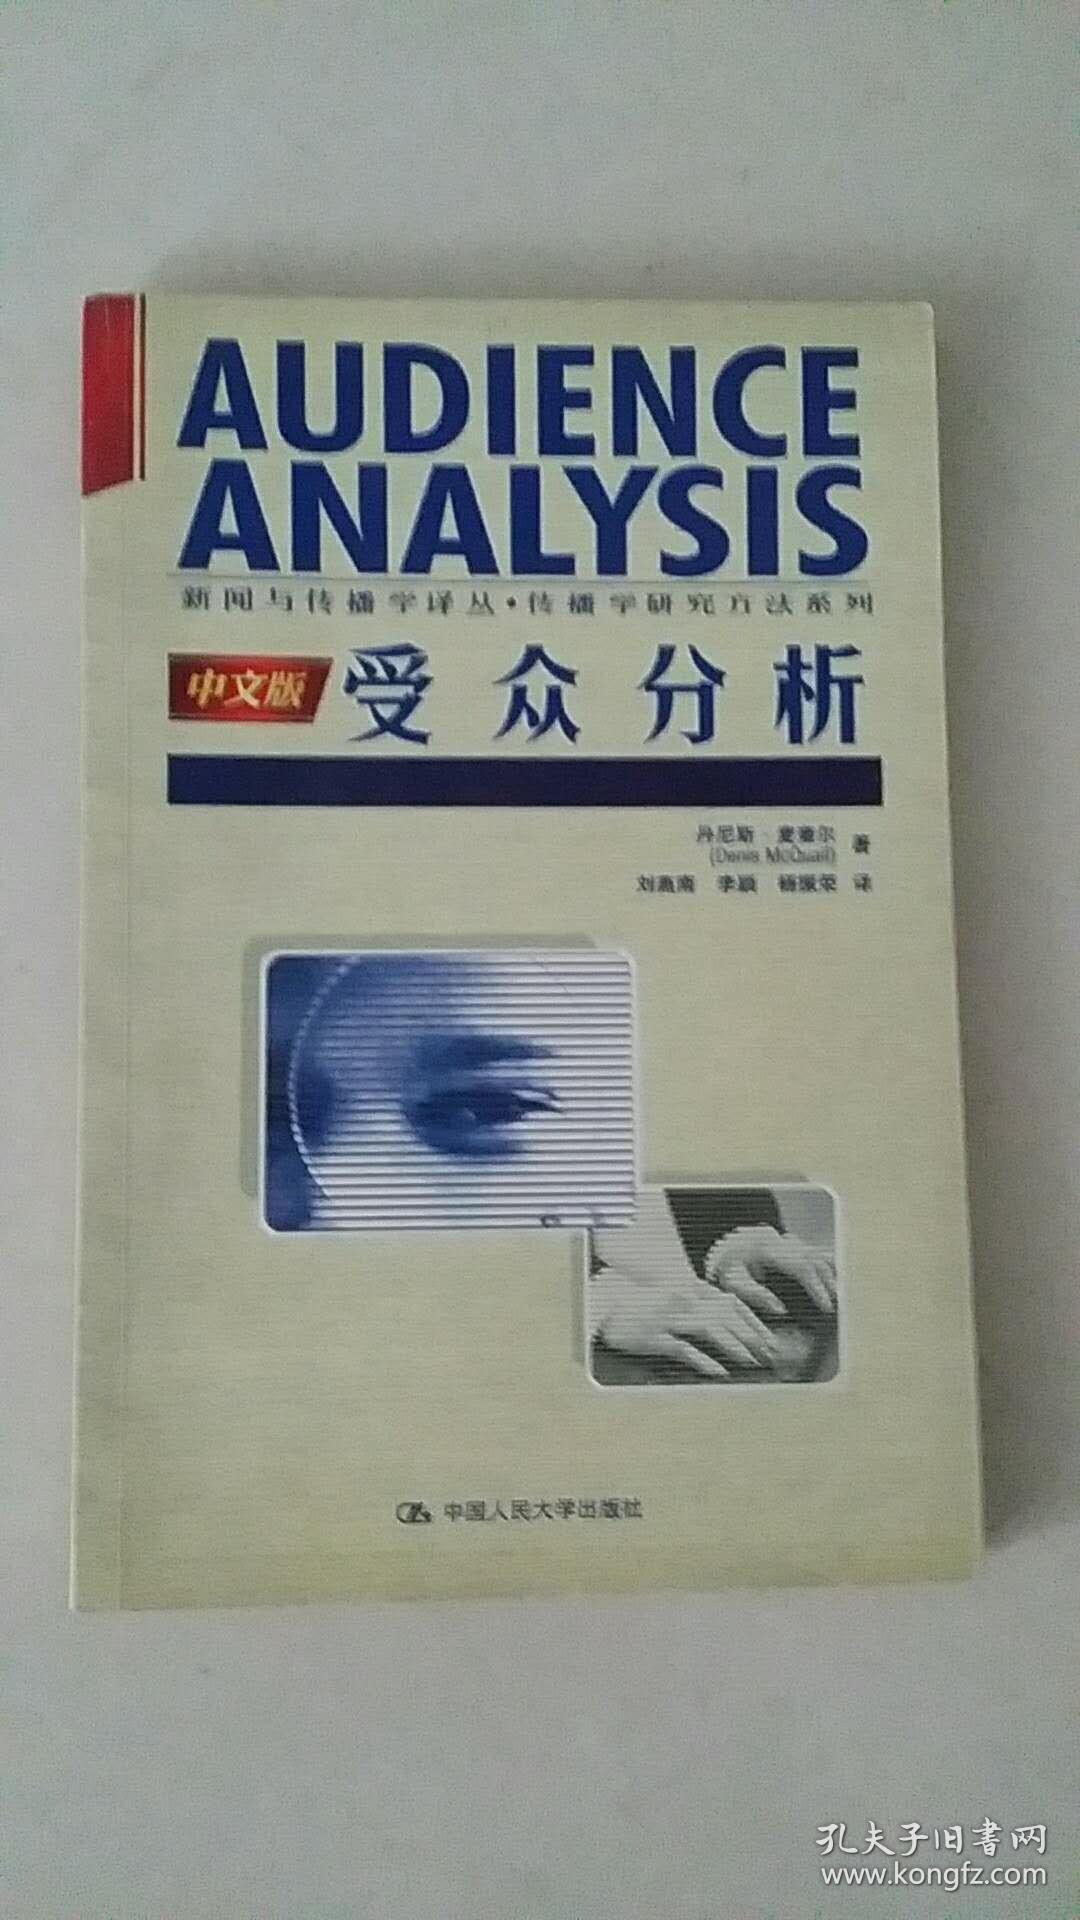 AUDIENCE
ANALYSIS
新闻与传播学译丛·传播学研究方法系列
中文版 受众分析
丹尼斯·麦奎尔 著
(Denis McQuail)
刘燕南 李颖 杨振荣 译
中国人民大学出版社
孔夫子旧书网
www.kongfz.com